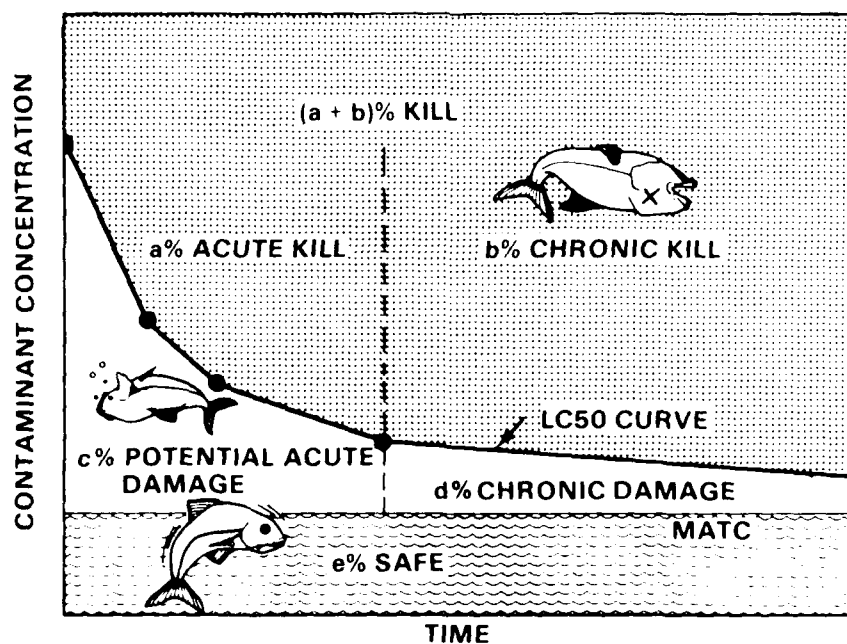 CONTAMINANT CONCENTRATION
(a + b)% KILL
a% ACUTE KILL
b% CHRONIC KILL
LC50 CURVE
c% POTENTIAL ACUTE
DAMAGE
d% CHRONIC DAMAGE
MATC
e% SAFE
TIME